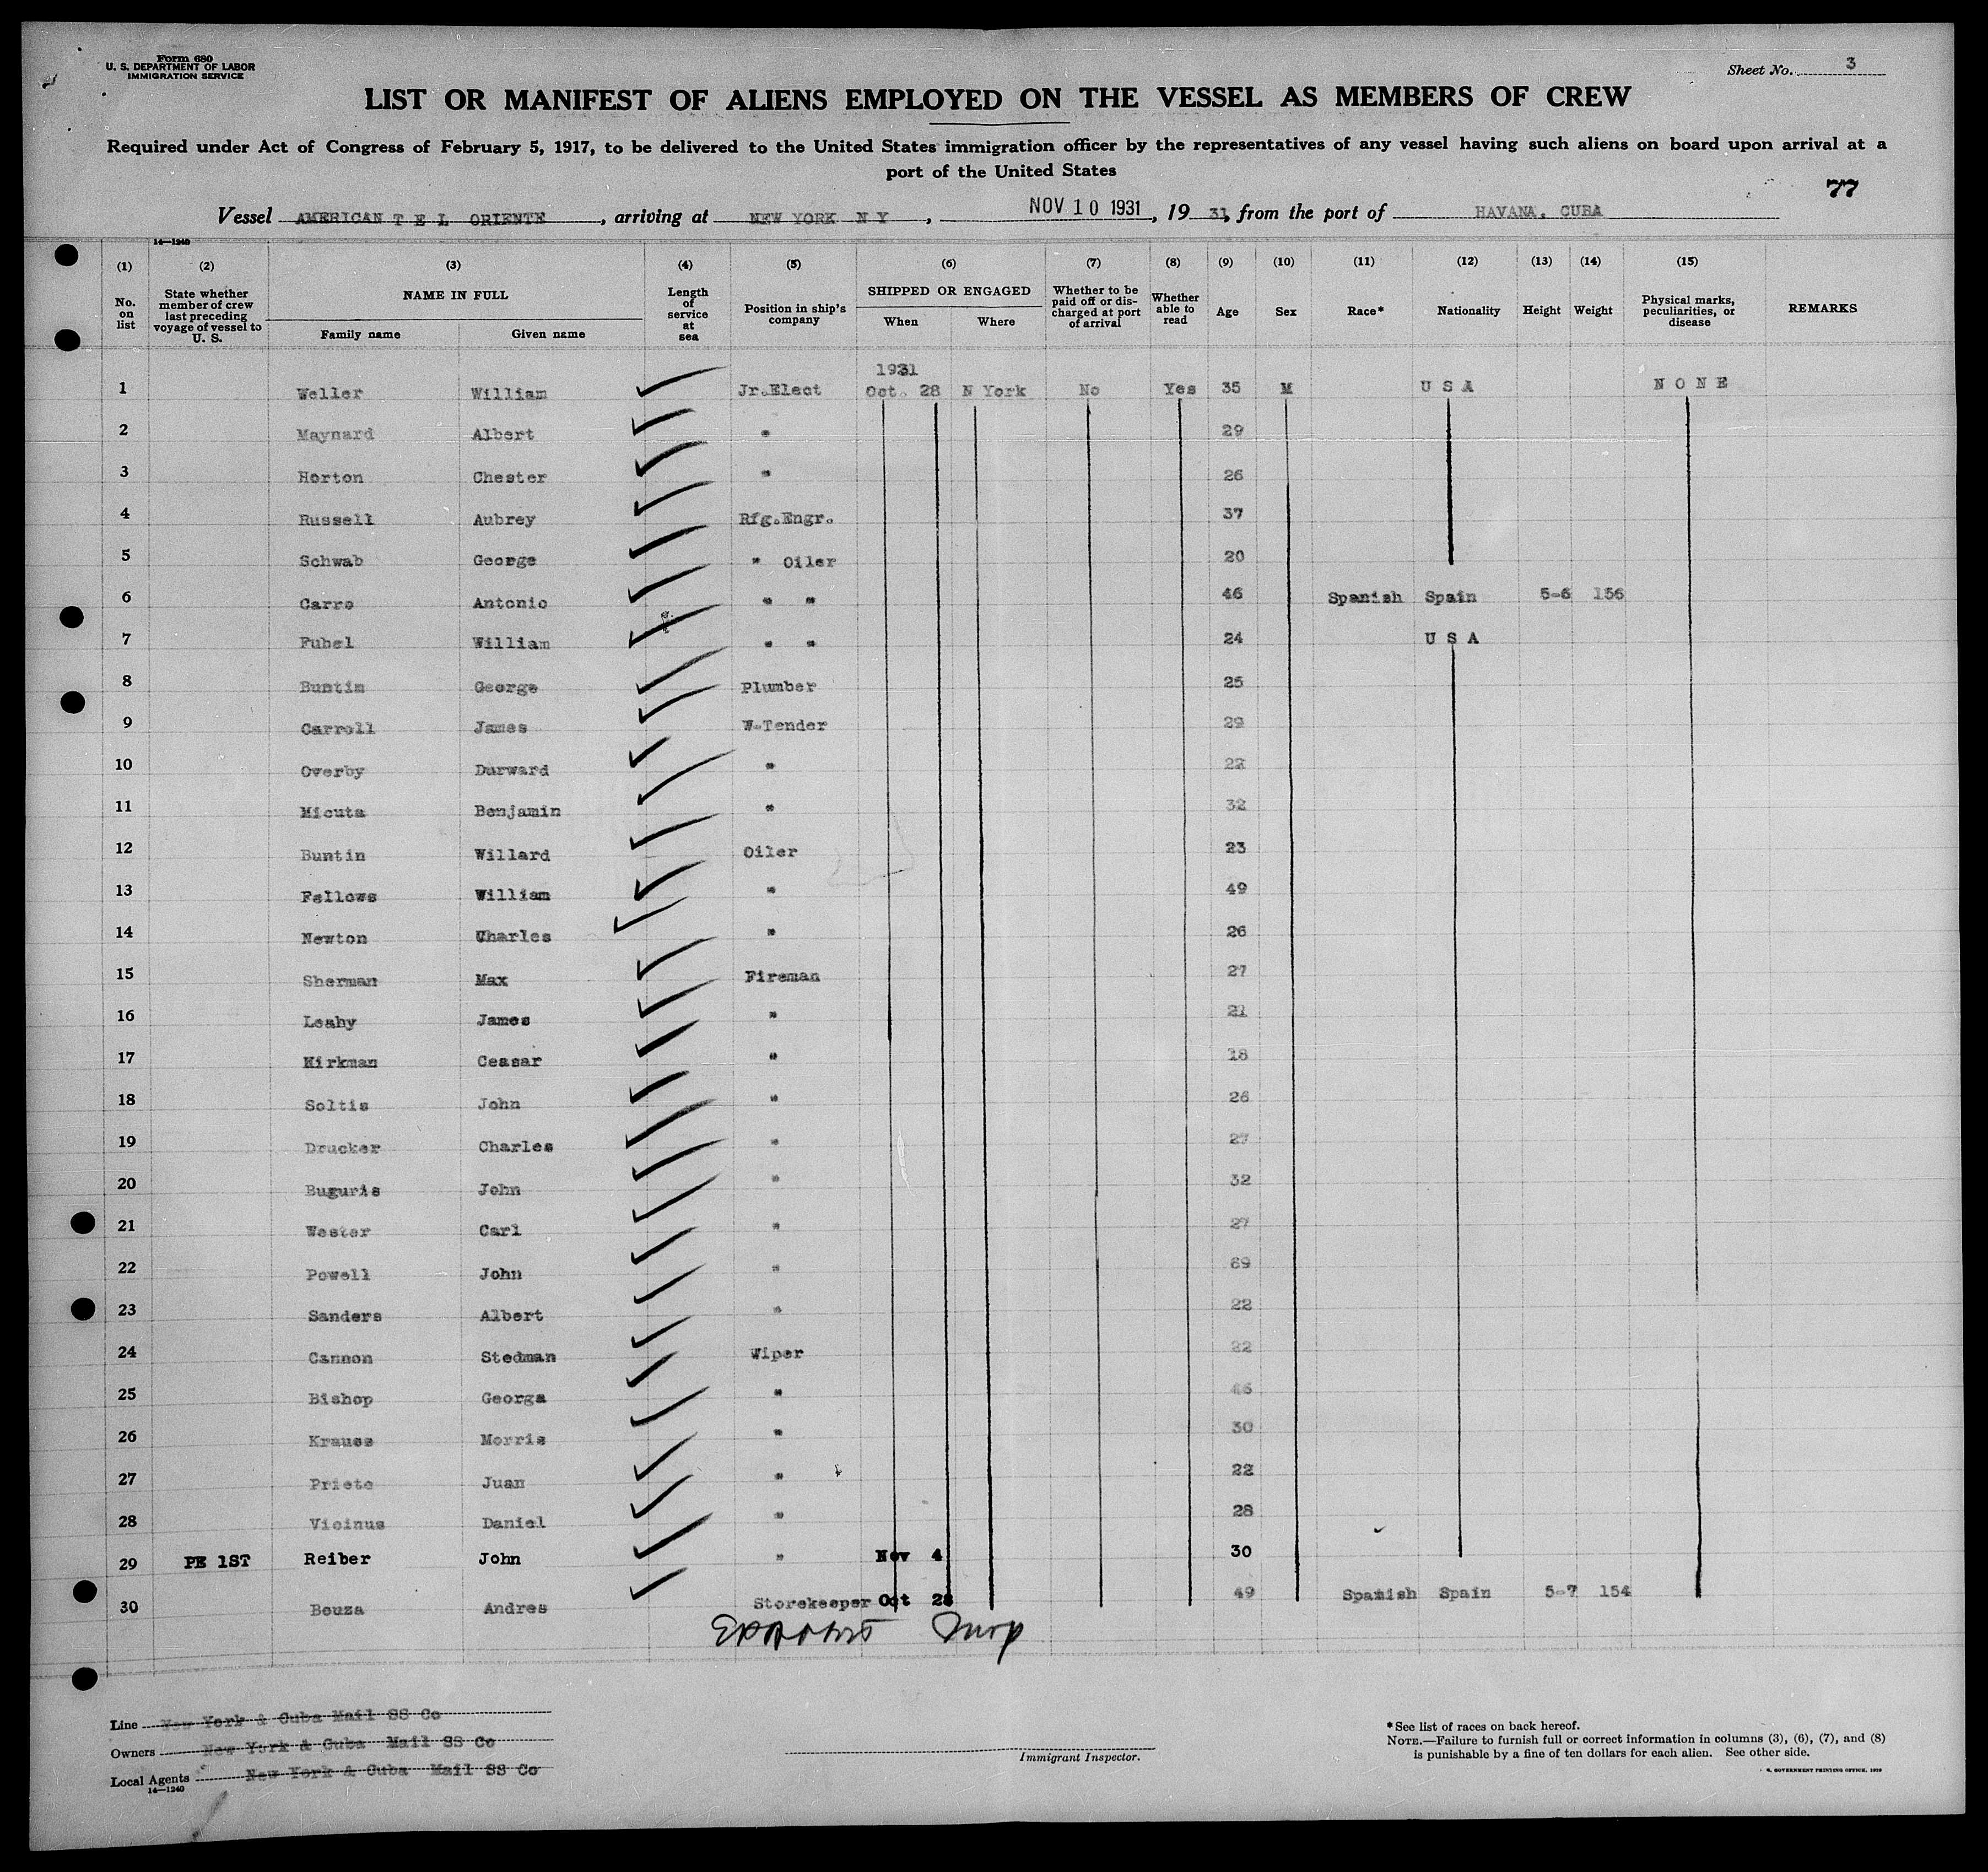 Form 680
U. S. DEPARTMENT OF LABOR
IMMIGRATION SERVICE
Sheet No. 3
LIST OR MANIFEST OF ALIENS EMPLOYED ON THE VESSEL AS MEMBERS OF CREW
Required under Act of Congress of February 5, 1917, to be delivered to the United States immigration officer by the representatives of any vessel having such aliens on board upon arrival at a
port of the United States
77
Vessel AMERICAN T E L ORIENTE, arriving at NEW YORK N Y, NOV 10 1931, 19 31, from the port of HAVANA, CUBA
14—1240
(1) (2) (3) (4) (5) (6) (7) (8) (9) (10) (11) (12) (13) (14) (15)
No. on list State whether member of crew last preceding voyage of vessel to U. S. NAME IN FULL Family name Given name Length of service at sea Position in ship's company SHIPPED OR ENGAGED When Where Whether to be paid off or discharged at port of arrival Whether able to read Age Sex Race* Nationality Height Weight Physical marks, peculiarities, or disease REMARKS
1931
1 Weller William Jr.Elect Oct. 28 N York No Yes 35 M U S A N O N E
2 Maynard Albert " 29
3 Horton Chester " 26
4 Russell Aubrey Rfg.Engr. 37
5 Schwab George " Oiler 20
6 Carro Antonio " " 46 Spanish Spain 5-6 156
7 Fubel William " " 24 U S A
8 Buntin George Plumber 25
9 Carroll James W-Tender 29
10 Overby Durward " 22
11 Micuta Benjamin " 32
12 Buntin Willard Oiler 23
13 Fellows William " 49
14 Newton Charles " 26
15 Sherman Max Fireman 27
16 Leahy James " 21
17 Kirkman Ceasar " 18
18 Soltis John " 26
19 Drucker Charles " 27
20 Buguris John " 32
21 Wester Carl " 27
22 Powell John " 69
23 Sanders Albert " 22
24 Cannon Stedman Wiper 22
25 Bishop George " 46
26 Krauss Morris " 30
27 Prieto Juan " 22
28 Vicinus Daniel " 28
29 PE 1ST Reiber John " Nov 4 30
30 Bouza Andres Storekeeper Oct 28 49 Spanish Spain 5-7 154
Line New York & Cuba Mail SS Co
Owners New York & Cuba Mail SS Co
Local Agents New York & Cuba Mail SS Co
14—1240
Immigrant Inspector.
*See list of races on back hereof.
NOTE.—Failure to furnish full or correct information in columns (3), (6), (7), and (8)
is punishable by a fine of ten dollars for each alien. See other side.
GOVERNMENT PRINTING OFFICE